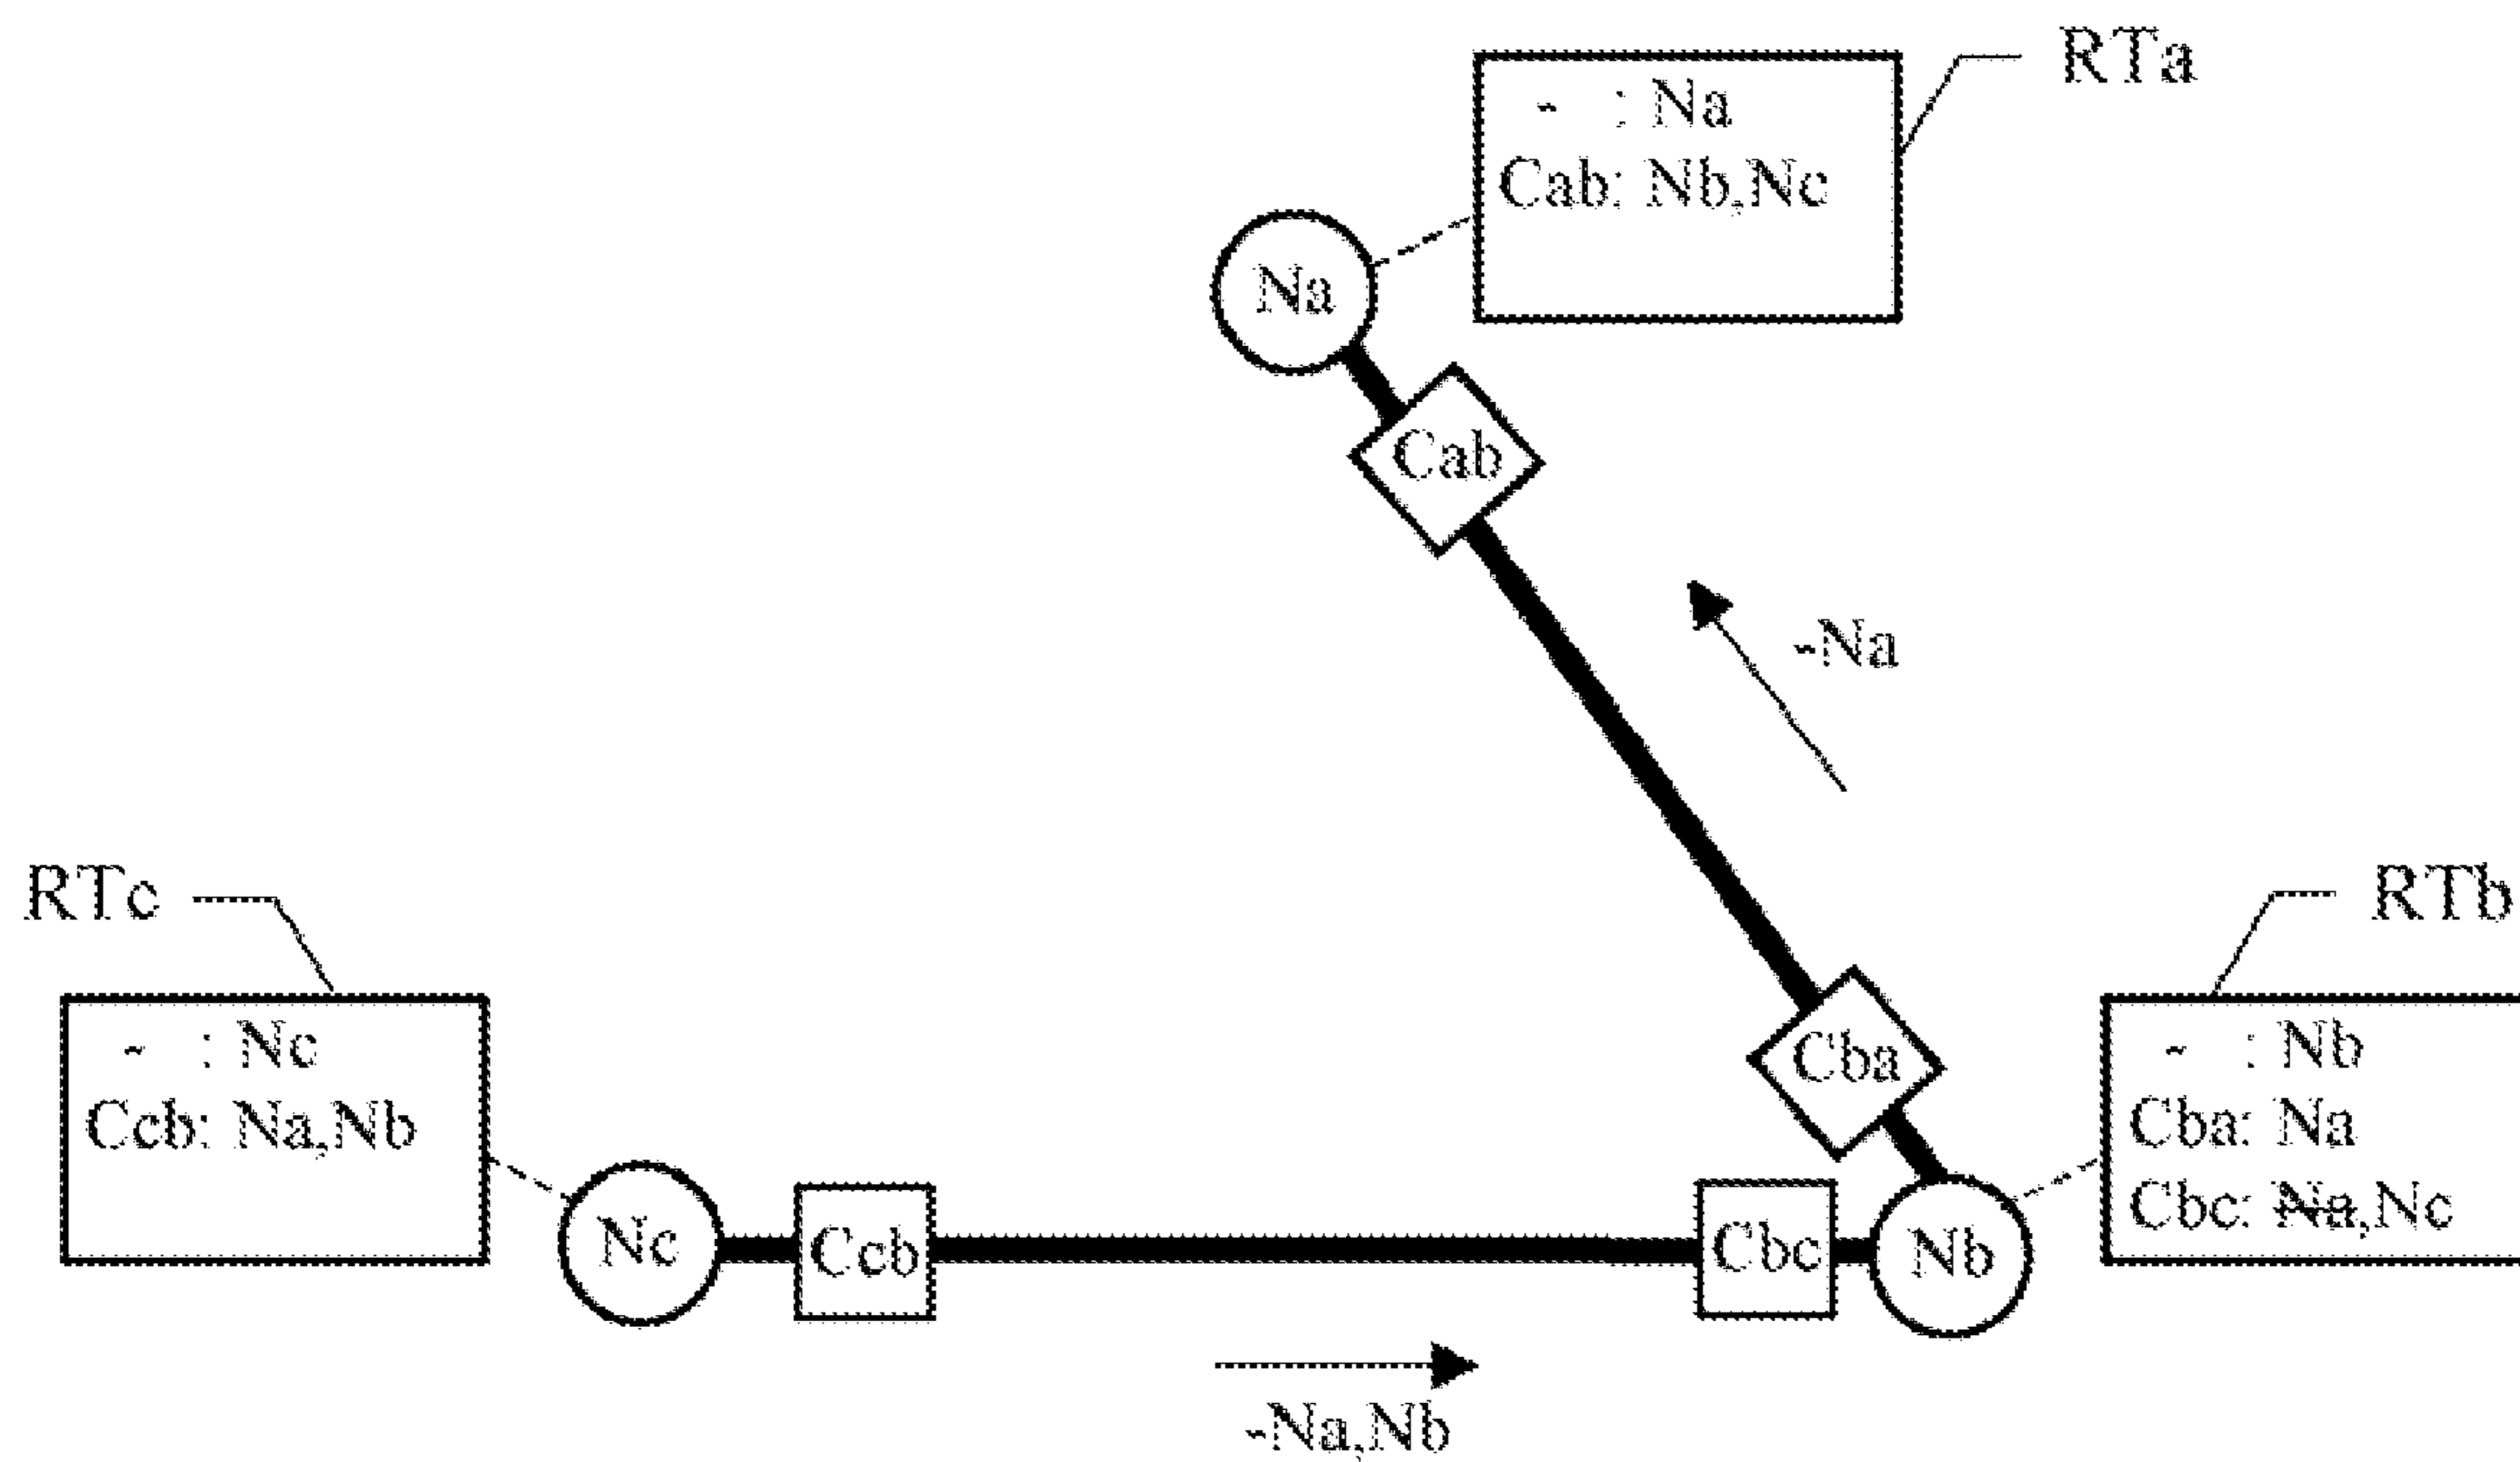 RTa
- : Na
Cab: Nb,Nc
Na
Cab
-Na
RTc
RTb
- : Nc
Ccb: Na,Nb
Cba
- : Nb
Cba: Na
Cbc: Na,Nc
Nc
Ccb
Cbc
Nb
-Na,Nb